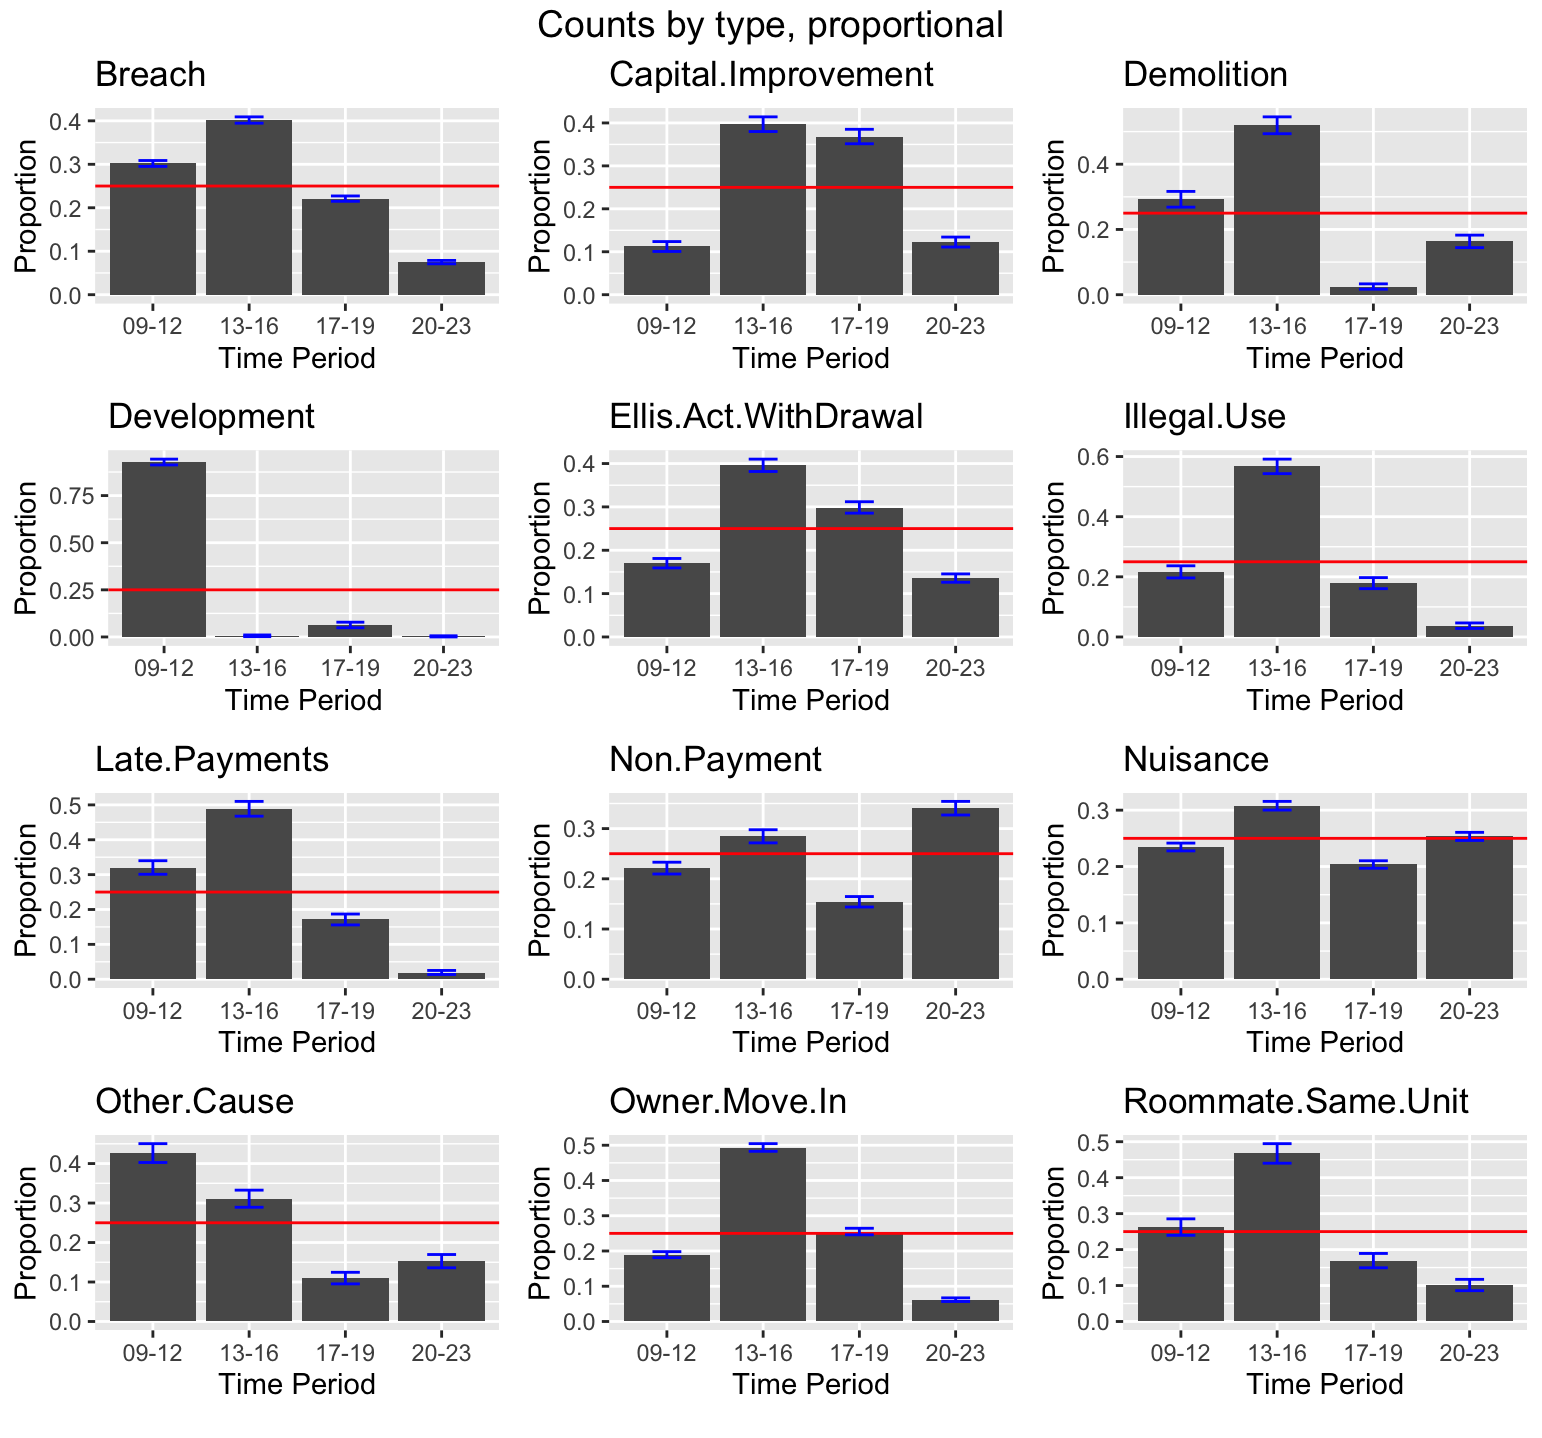 Counts by type, proportional
Breach
Capital.Improvement
Demolition
Proportion
0.4
0.3
0.2
0.1
0.0
09-12 13-16 17-19 20-23
Time Period
Proportion
0.4
0.3
0.2
0.1
0.0
09-12 13-16 17-19 20-23
Time Period
Proportion
0.4
0.2
0.0
09-12 13-16 17-19 20-23
Time Period
Development
Ellis.Act.WithDrawal
Illegal.Use
Proportion
0.75
0.50
0.25
0.00
09-12 13-16 17-19 20-23
Time Period
Proportion
0.4
0.3
0.2
0.1
0.0
09-12 13-16 17-19 20-23
Time Period
Proportion
0.6
0.4
0.2
0.0
09-12 13-16 17-19 20-23
Time Period
Late.Payments
Non.Payment
Nuisance
Proportion
0.5
0.4
0.3
0.2
0.1
0.0
09-12 13-16 17-19 20-23
Time Period
Proportion
0.3
0.2
0.1
0.0
09-12 13-16 17-19 20-23
Time Period
Proportion
0.3
0.2
0.1
0.0
09-12 13-16 17-19 20-23
Time Period
Other.Cause
Owner.Move.In
Roommate.Same.Unit
Proportion
0.4
0.3
0.2
0.1
0.0
09-12 13-16 17-19 20-23
Time Period
Proportion
0.5
0.4
0.3
0.2
0.1
0.0
09-12 13-16 17-19 20-23
Time Period
Proportion
0.5
0.4
0.3
0.2
0.1
0.0
09-12 13-16 17-19 20-23
Time Period